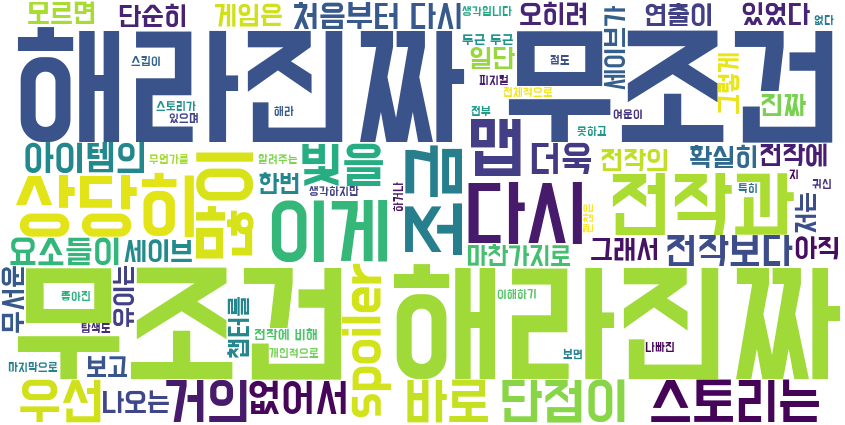 모르면
단순히
게임은
처음부터 다시
생각입니다
오히려
연출이
있었다
없다
해라진짜
무조건
두근 두근
일단
세이브가
그렇게
스킵이
점도
피지컬
전체적으로
진짜
스토리가
있으며
해라
전부
여운이
못하고
아이템의
무언가를
많이
알려주는
빛을
조금
맵
더욱
전작의
확실히
전작에
지
귀신
상당히
한번
생각하지만
하거나
이게
다시
전작과
특히
저는
요소들이
세이브
마찬가지로
그래서
전작보다
아직
무서운
유이는
좋아진
탐색도
무조건
해라진짜
이해하기
챕터를
전작에 비해
개인적으로
spoiler
보면
나빠진
마지막으로
보고
우선
나오는
거의
없어서
바로
단점이
스토리는